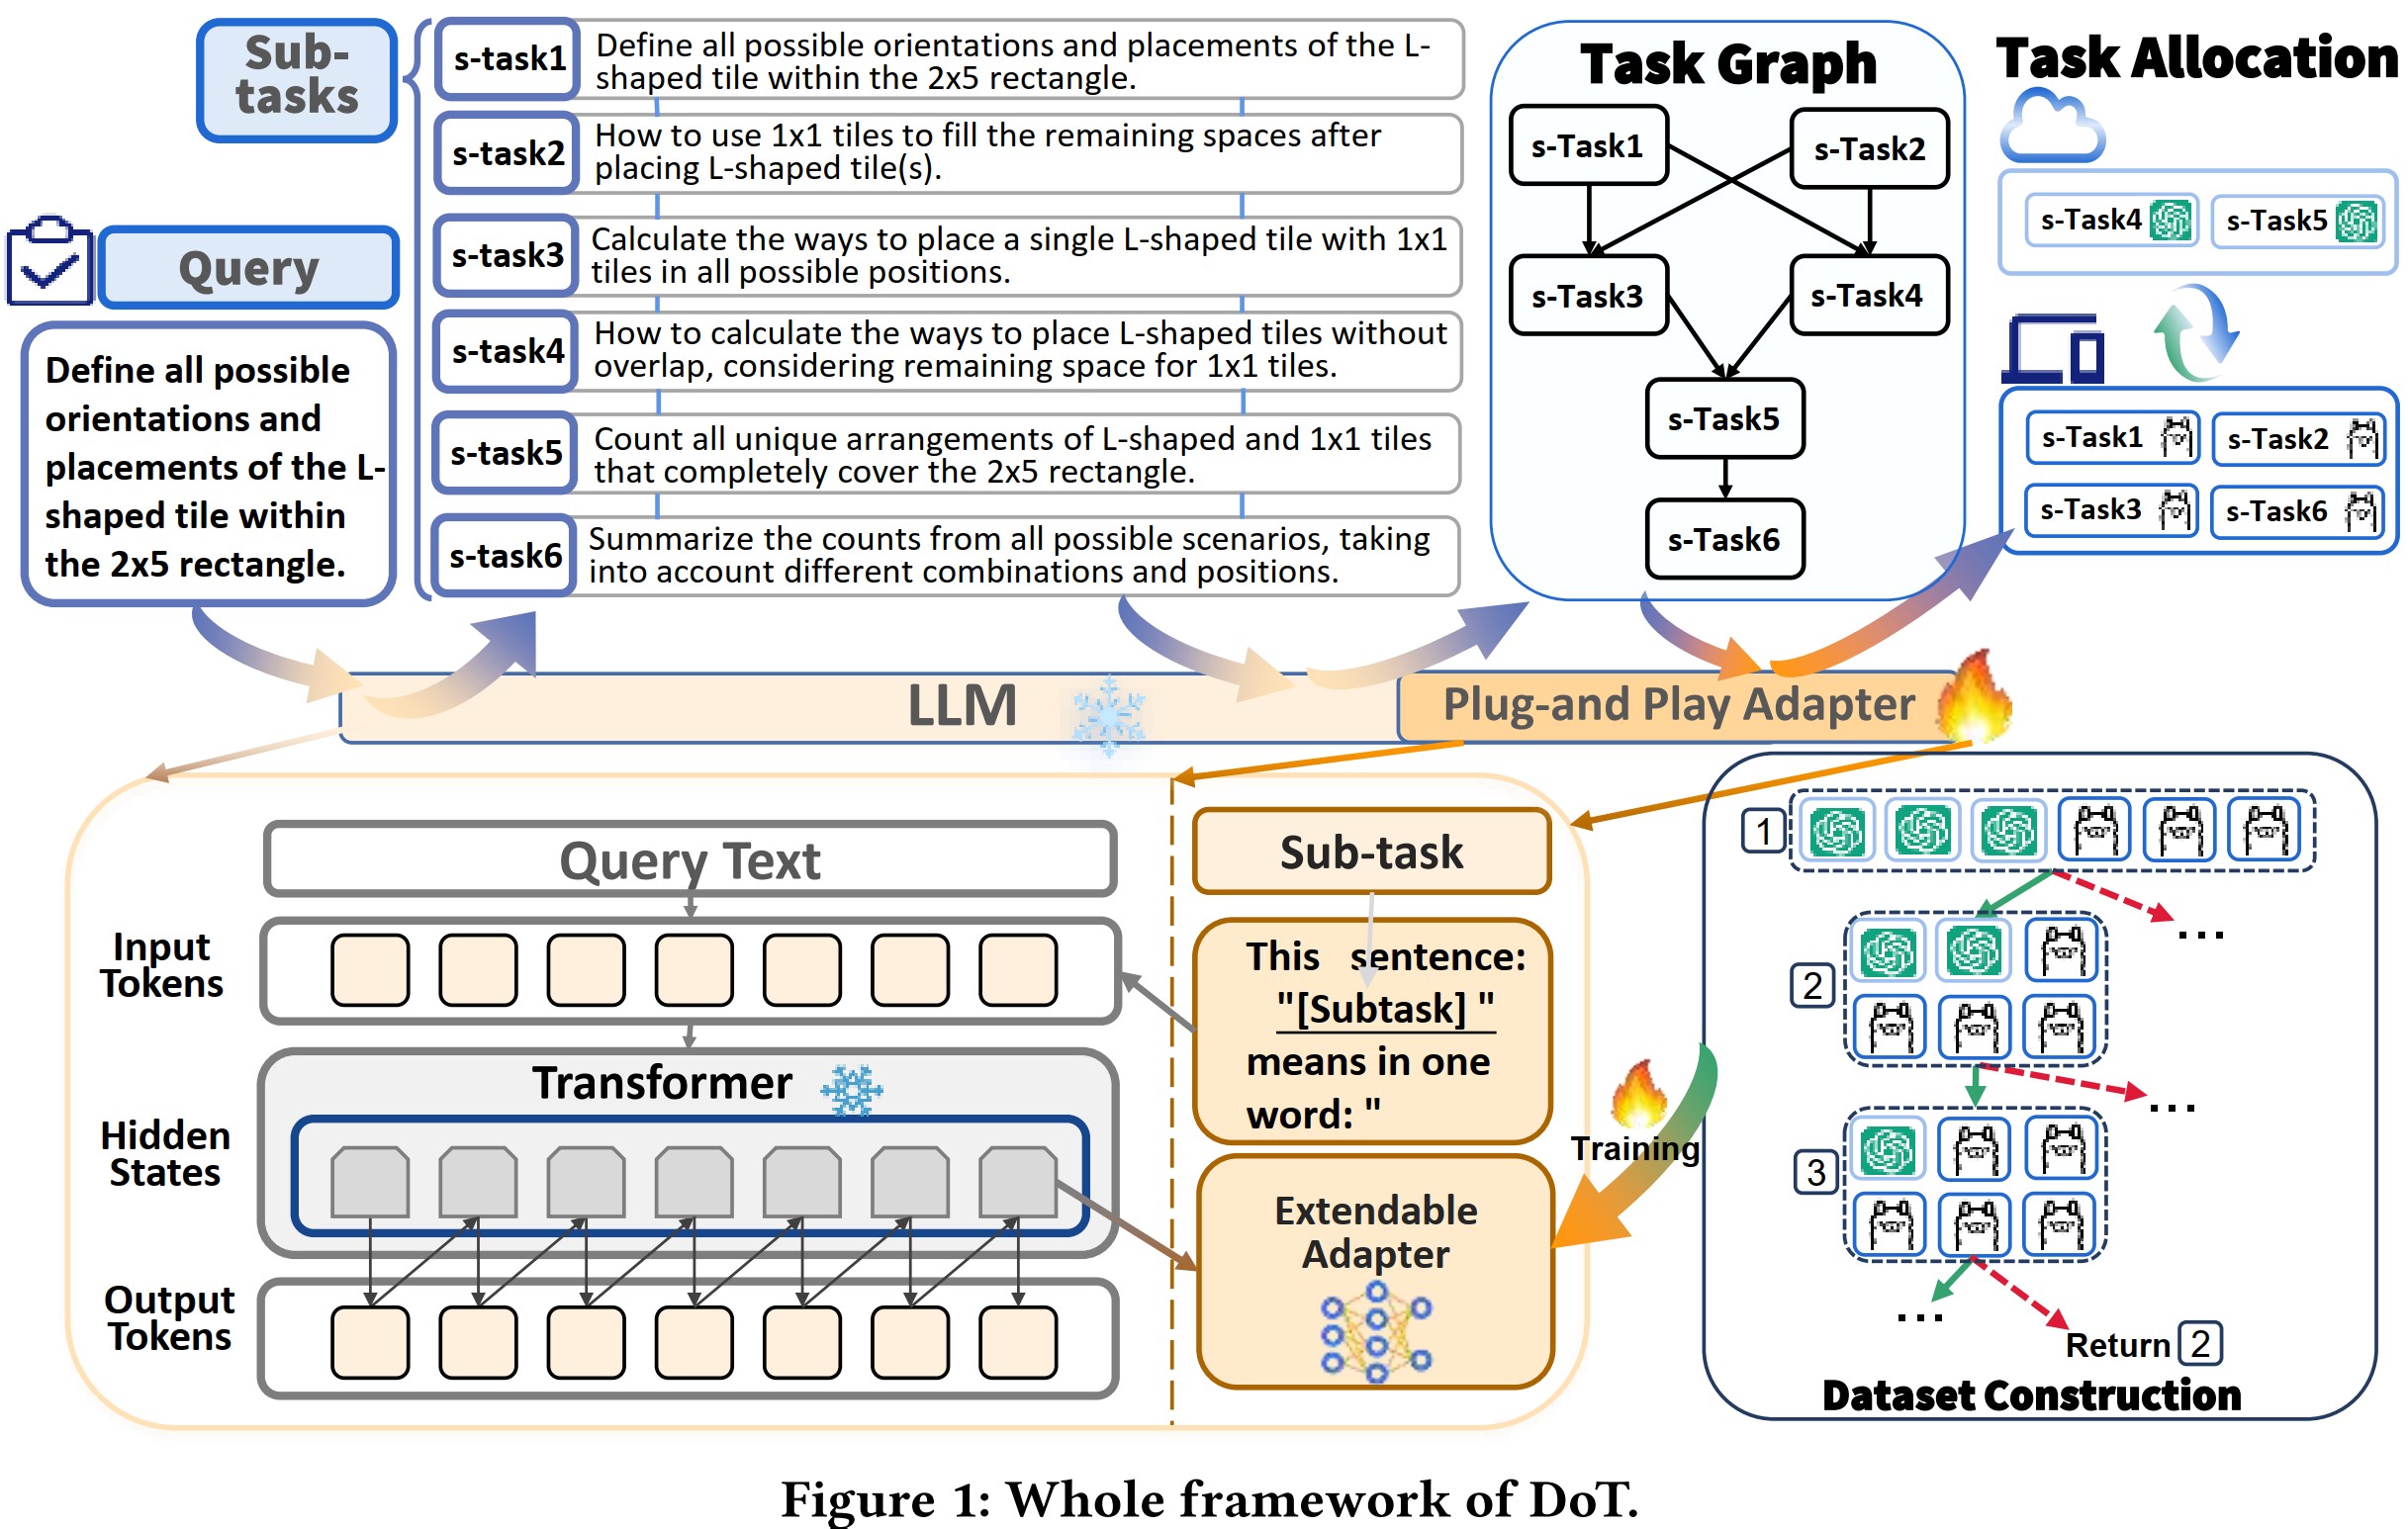 Sub-
tasks
s-task1
Define all possible orientations and placements of the L-
shaped tile within the 2x5 rectangle.
s-task2
How to use 1x1 tiles to fill the remaining spaces after
placing L-shaped tile(s).
s-task3
Calculate the ways to place a single L-shaped tile with 1x1
tiles in all possible positions.
s-task4
How to calculate the ways to place L-shaped tiles without
overlap, considering remaining space for 1x1 tiles.
s-task5
Count all unique arrangements of L-shaped and 1x1 tiles
that completely cover the 2x5 rectangle.
s-task6
Summarize the counts from all possible scenarios, taking
into account different combinations and positions.
Query
Define all possible
orientations and
placements of the L-
shaped tile within
the 2x5 rectangle.
Task Graph
s-Task1
s-Task2
s-Task3
s-Task4
s-Task5
s-Task6
Task Allocation
s-Task4
s-Task5
s-Task1
s-Task2
s-Task3
s-Task6
LLM
Plug-and Play Adapter
Query Text
Input
Tokens
Transformer
Hidden
States
Output
Tokens
Sub-task
This sentence:
"[Subtask] "
means in one
word: "
Extendable
Adapter
Training
1
...
2
...
3
...
Return 2
Dataset Construction
Figure 1: Whole framework of DoT.